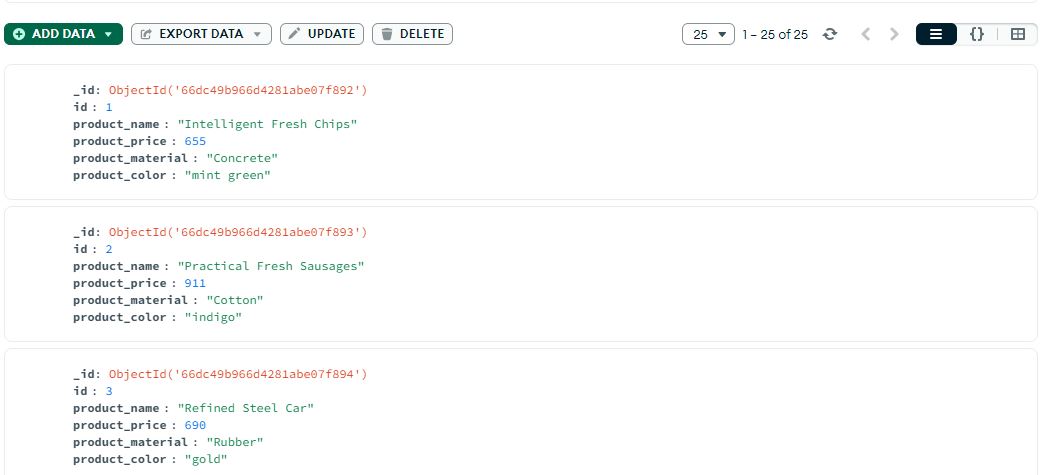 ADD DATA EXPORT DATA UPDATE DELETE 25 1 – 25 of 25 {}
_id: ObjectId('66dc49b966d4281abe07f892')
id : 1
product_name : "Intelligent Fresh Chips"
product_price : 655
product_material : "Concrete"
product_color : "mint green"
_id: ObjectId('66dc49b966d4281abe07f893')
id : 2
product_name : "Practical Fresh Sausages"
product_price : 911
product_material : "Cotton"
product_color : "indigo"
_id: ObjectId('66dc49b966d4281abe07f894')
id : 3
product_name : "Refined Steel Car"
product_price : 690
product_material : "Rubber"
product_color : "gold"